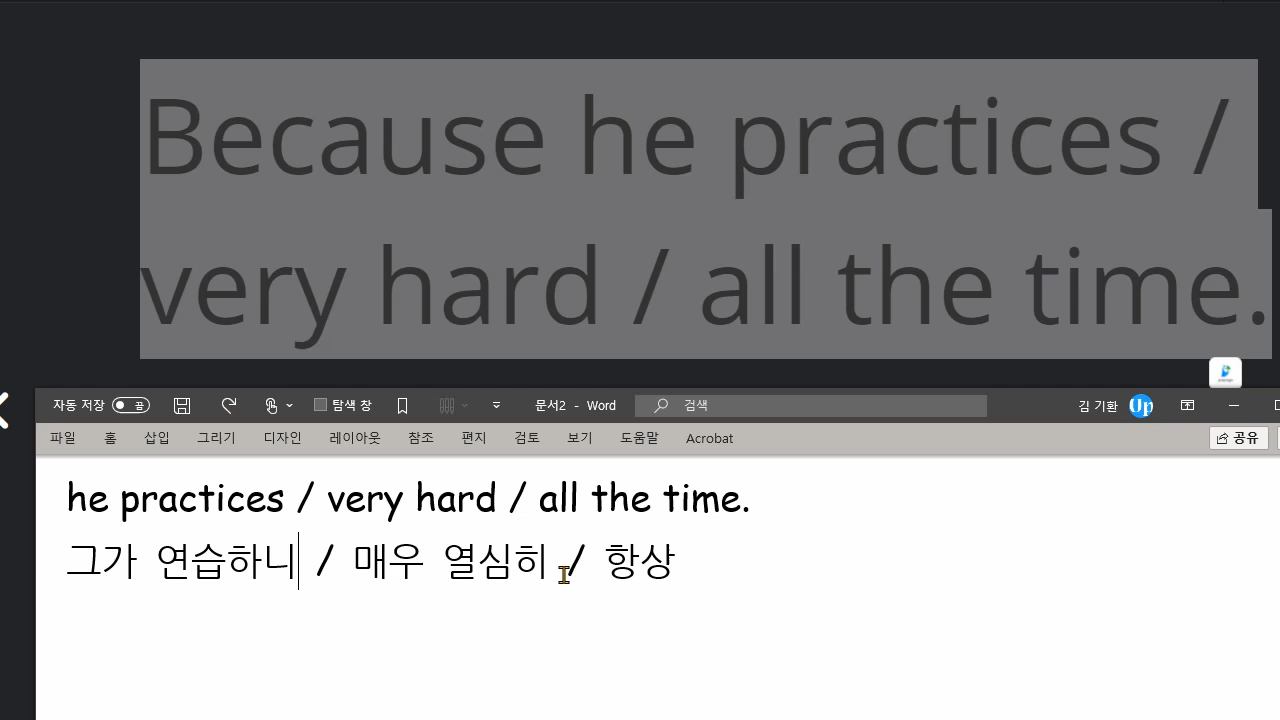 Because he practices /
very hard / all the time.
자동 저장 끔 탐색 창 문서2 - Word 검색 김 기환 Up
파일 홈 삽입 그리기 디자인 레이아웃 참조 편지 검토 보기 도움말 Acrobat 공유
he practices / very hard / all the time.
그가 연습하니 / 매우 열심히 / 항상